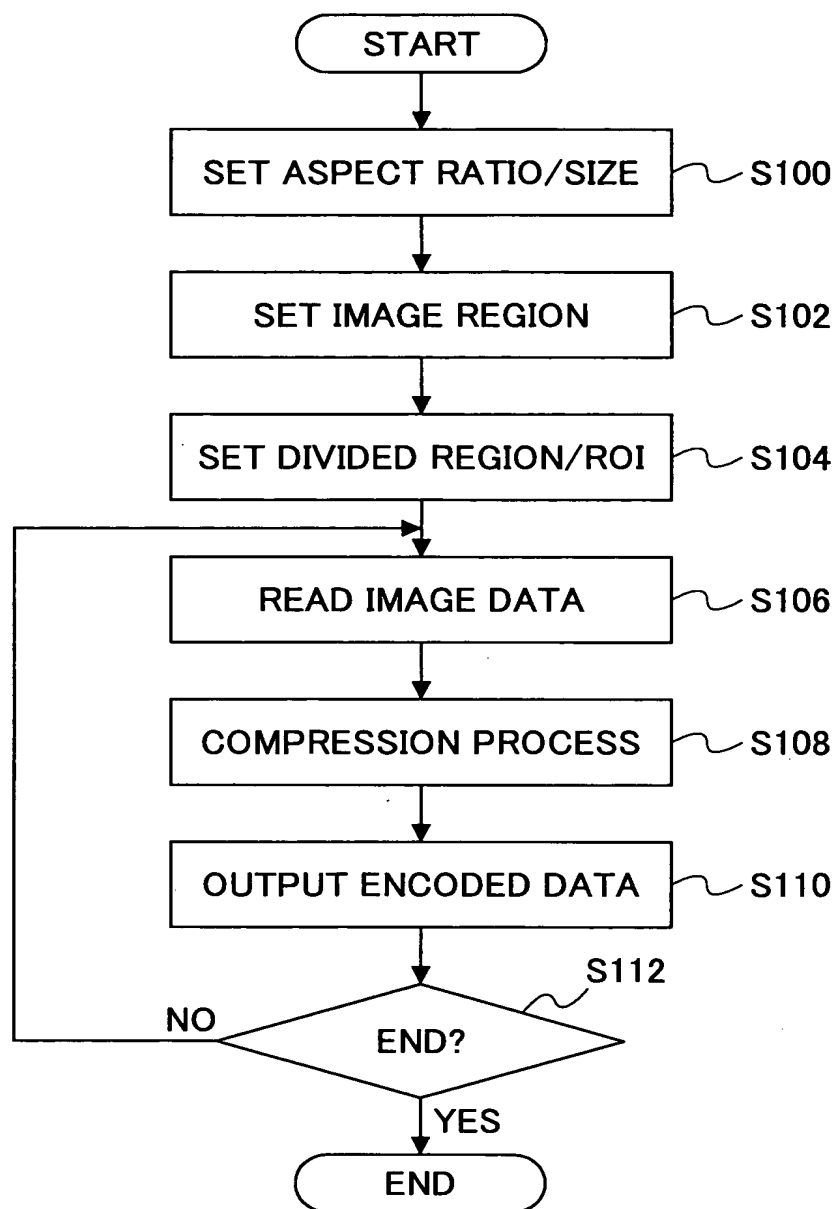 START
SET ASPECT RATIO/SIZE S100
SET IMAGE REGION S102
SET DIVIDED REGION/ROI S104
READ IMAGE DATA S106
COMPRESSION PROCESS S108
OUTPUT ENCODED DATA S110
S112
NO
END?
YES
END